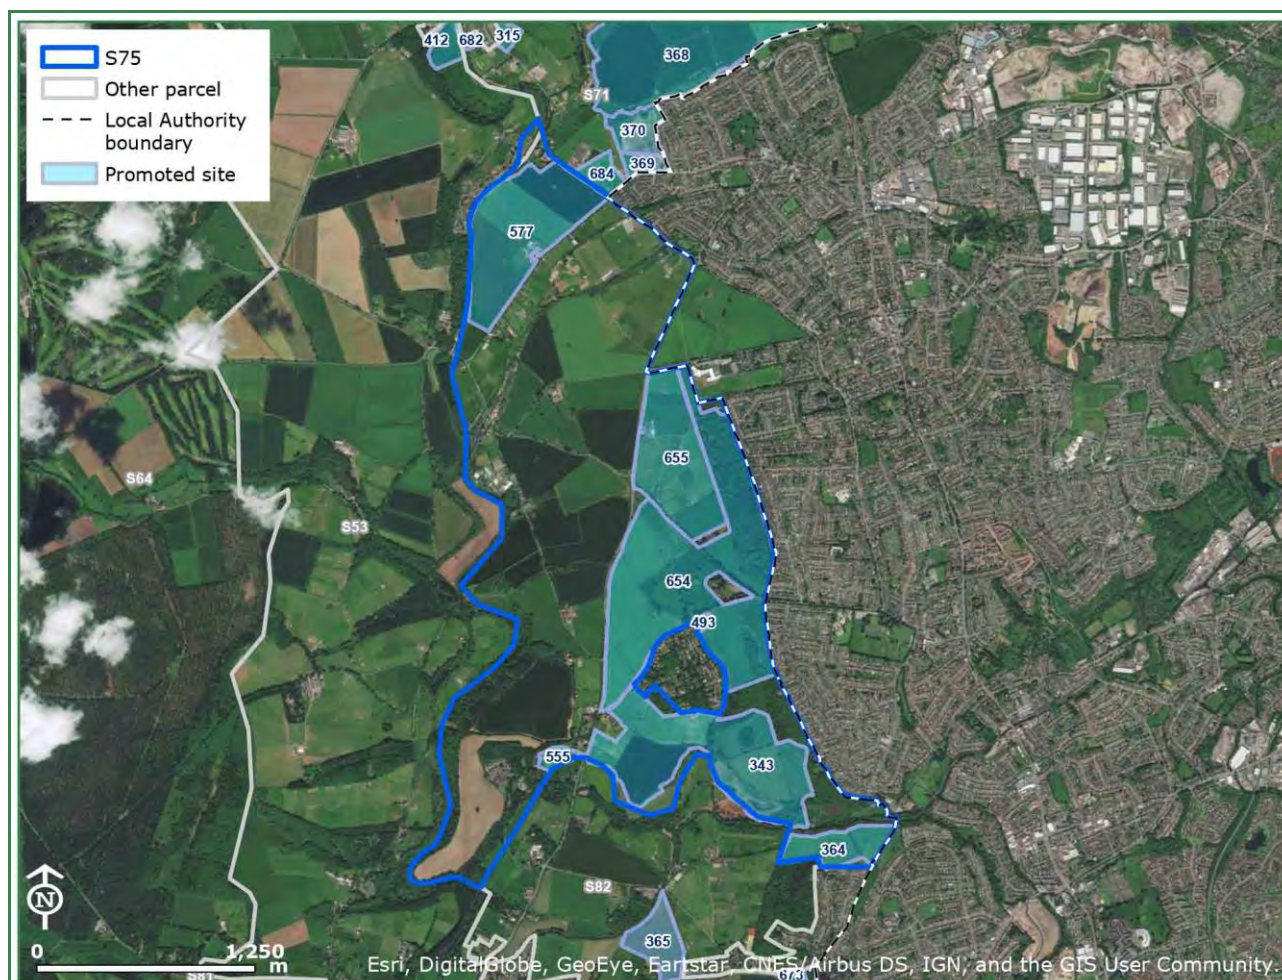 S75
Other parcel
Local Authority
boundary
Promoted site
412
682
315
368
S71
370
369
684
577
655
S64
S53
654
493
555
343
364
S82
365
673
S81
N
0 1,250
m
Esri, DigitalGlobe, GeoEye, Earthstar, CNES/Airbus DS, IGN, and the GIS User Community